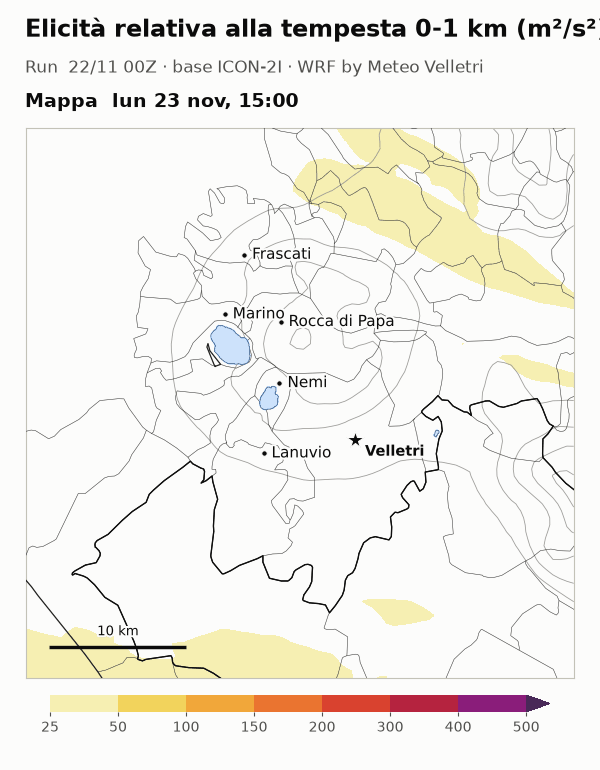 Elicità relativa alla tempesta 0-1 km (m²/s²)
Run 22/11 00Z · base ICON-2I · WRF by Meteo Velletri
Mappa lun 23 nov, 15:00
Frascati
Marino
Rocca di Papa
Nemi
Velletri
Lanuvio
10 km
25 50 100 150 200 300 400 500